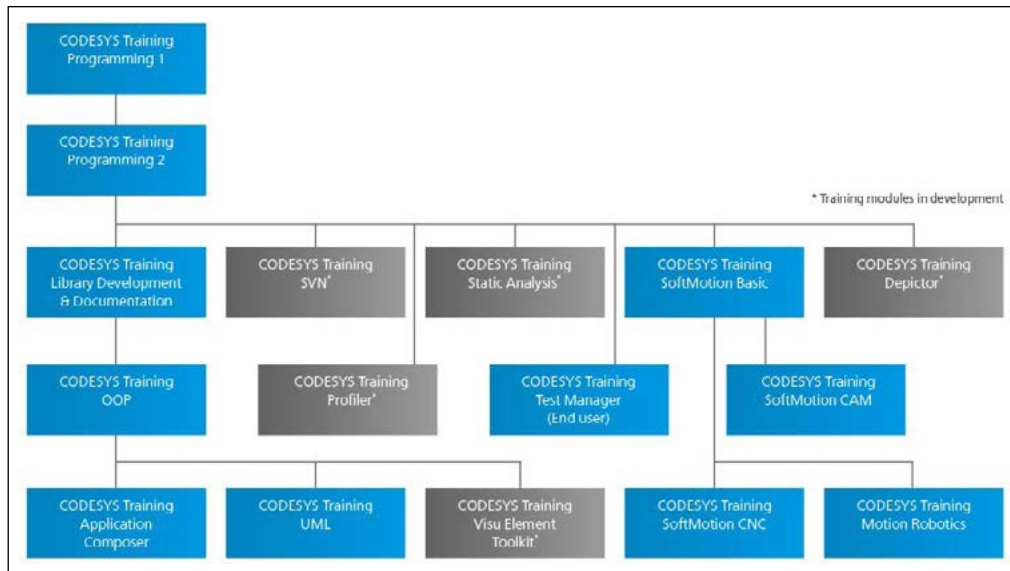 CODESYS Training
Programming 1
CODESYS Training
Programming 2
* Training modules in development
CODESYS Training
Library Development
& Documentation
CODESYS Training
SVN*
CODESYS Training
Static Analysis*
CODESYS Training
SoftMotion Basic
CODESYS Training
Depictor*
CODESYS Training
OOP
CODESYS Training
Profiler*
CODESYS Training
Test Manager
(End user)
CODESYS Training
SoftMotion CAM
CODESYS Training
Application
Composer
CODESYS Training
UML
CODESYS Training
Visu Element
Toolkit*
CODESYS Training
SoftMotion CNC
CODESYS Training
Motion Robotics